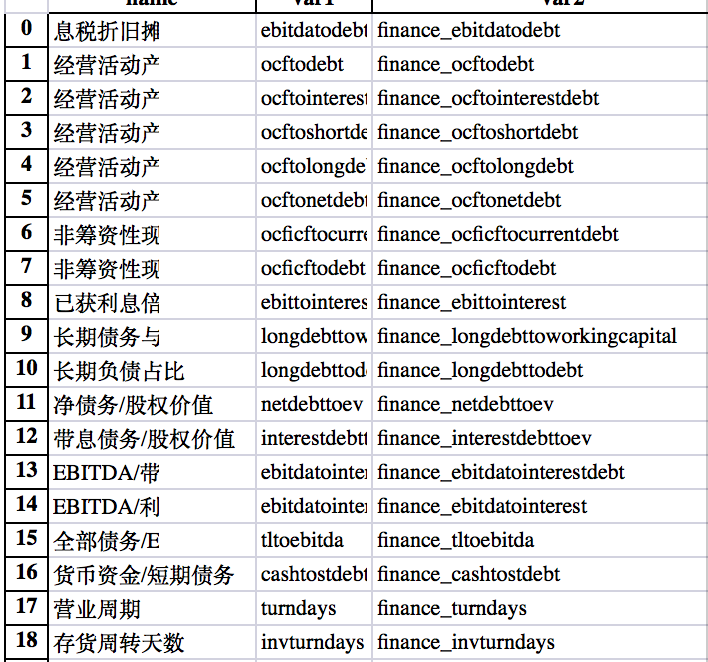 name var1 var2
0 息税折旧摊 ebitdatodebt finance_ebitdatodebt
1 经营活动产 ocftodebt finance_ocftodebt
2 经营活动产 ocftointerest finance_ocftointerestdebt
3 经营活动产 ocftoshortde finance_ocftoshortdebt
4 经营活动产 ocftolongde finance_ocftolongdebt
5 经营活动产 ocftonetdebt finance_ocftonetdebt
6 非筹资性现 ocficftocurre finance_ocficftocurrentdebt
7 非筹资性现 ocficftodebt finance_ocficftodebt
8 已获利息倍 ebittointeres finance_ebittointerest
9 长期债务与 longdebttow finance_longdebttoworkingcapital
10 长期负债占比 longdebttod finance_longdebttodebt
11 净债务/股权价值 netdebttoev finance_netdebttoev
12 带息债务/股权价值 interestdebtt finance_interestdebttoev
13 EBITDA/带 ebitdatointe finance_ebitdatointerestdebt
14 EBITDA/利 ebitdatointe finance_ebitdatointerest
15 全部债务/E tltoebitda finance_tltoebitda
16 货币资金/短期债务 cashtostdebt finance_cashtostdebt
17 营业周期 turndays finance_turndays
18 存货周转天数 invturndays finance_invturndays